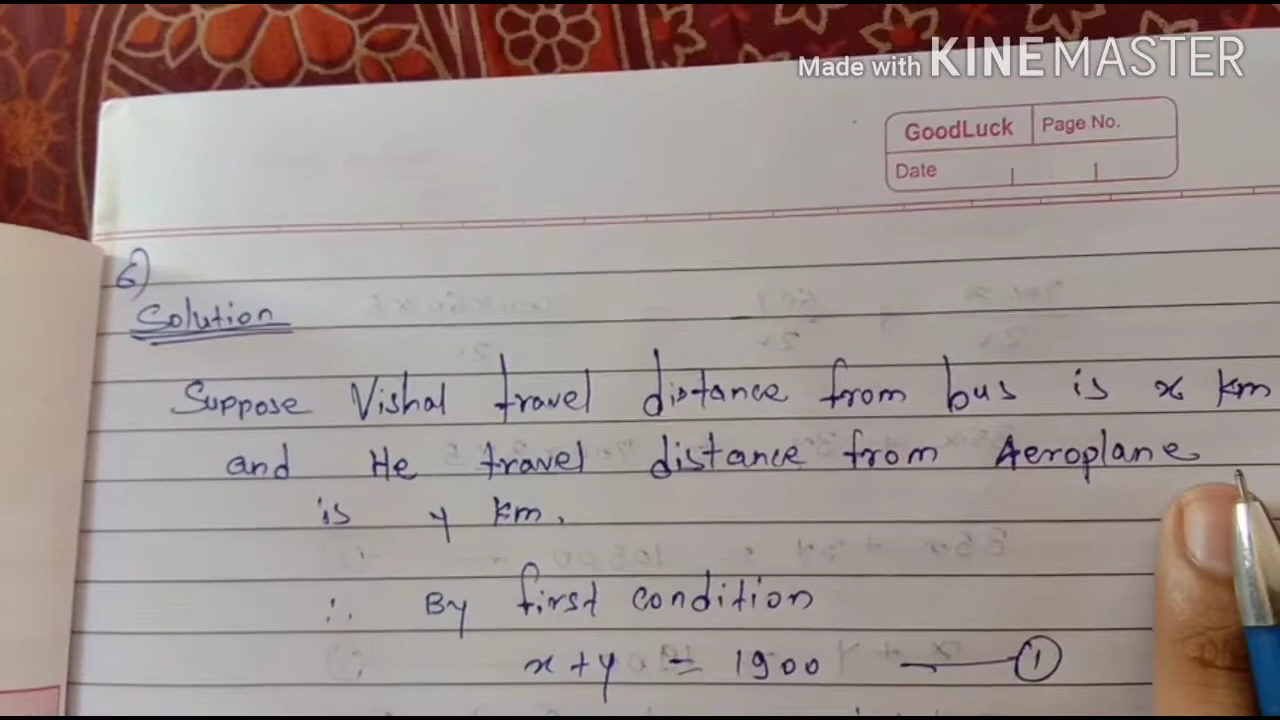 Made with KINEMASTER
GoodLuck Page No.
Date
6)
Solution
Suppose Vishal travel distance from bus is x km
and He travel distance from Aeroplane
is y km.
∴ By first condition
x + y = 1900 — ①